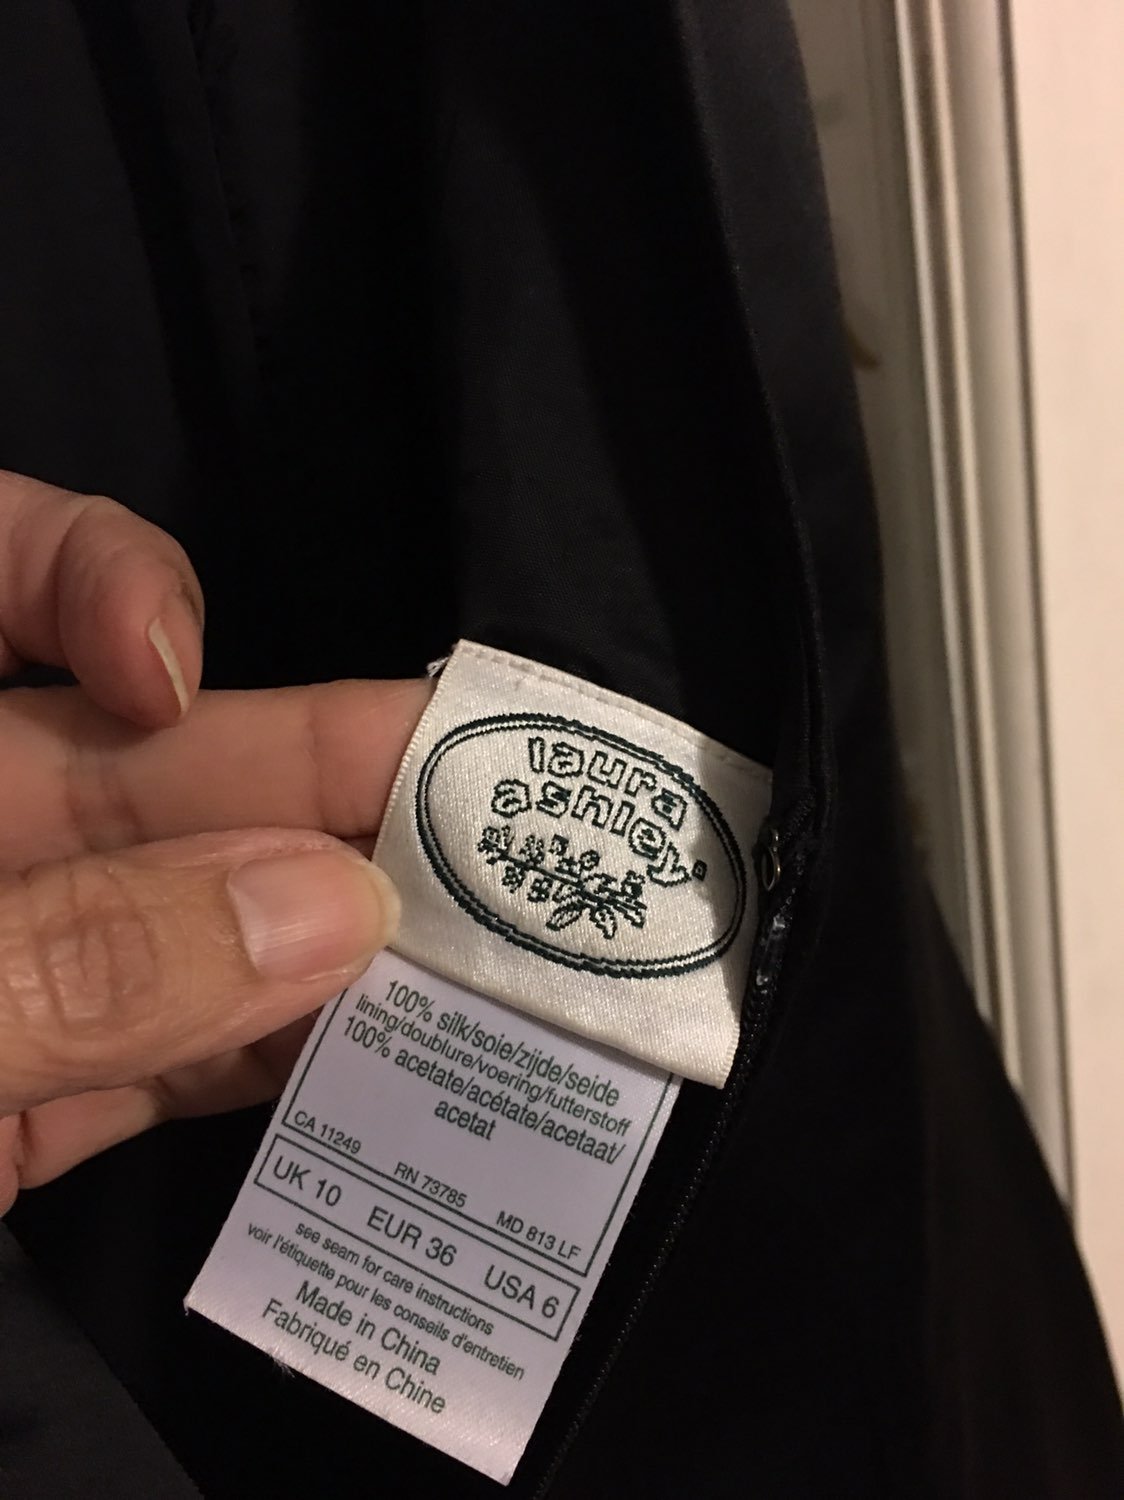 laura
ashley
100% silk/soie/zijde/seide
lining/doublure/voering/futterstoff
100% acetate/acétate/acetaat/
acetat
CA 11249 RN 73785 MD 813 LF
UK 10 EUR 36 USA 6
see seam for care instructions
voir l'étiquette pour les conseils d'entretien
Made in China
Fabriqué en Chine